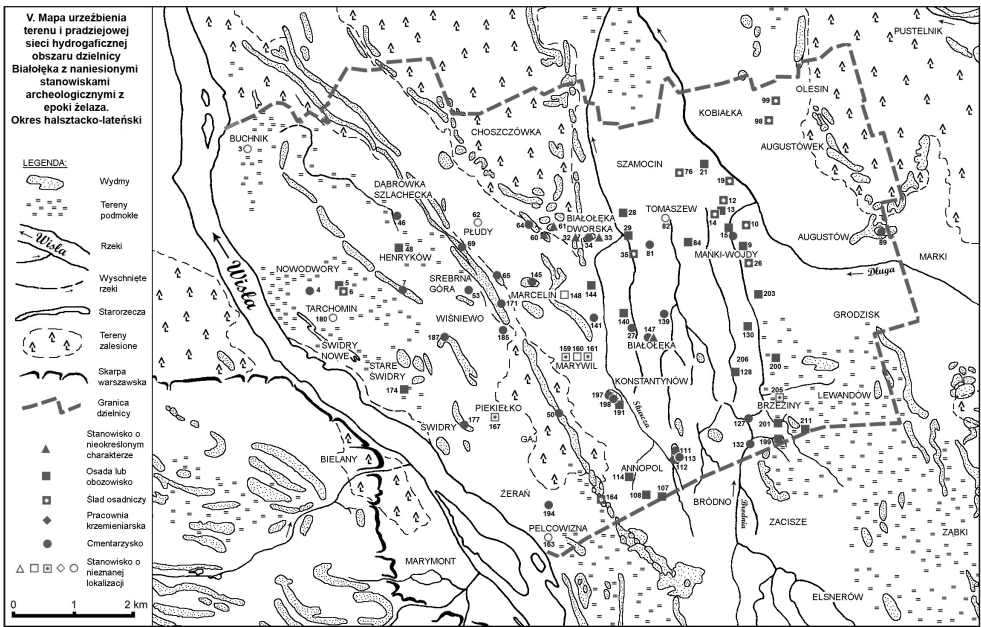 V. Mapa urzeźbienia
terenu i pradziejowej
sieci hydrogaficznej
obszaru dzielnicy
Białołęka z naniesionymi
stanowiskami
archeologicznymi z
epoki żelaza.
Okres halsztacko-lateński
LEGENDA:
Wydmy
Tereny
podmokłe
Wisła
Rzeki
Wyschnięte
rzeki
Starorzecza
Tereny
zalesione
Skarpa
warszawska
Granica
dzielnicy
Stanowisko o
nieokreślonym
charakterze
Osada lub
obozowisko
Ślad osadniczy
Pracownia
krzemieniarska
Cmentarzysko
Stanowisko o
nieznanej
lokalizacji
0 1 2 km
PUSTELNIK
OLESIN
99
KOBIAŁKA
98
CHOSZCZÓWKA
BUCHNIK
3
AUGUSTÓWEK
SZAMOCIN
76
21
19
DĄBRÓWKA
SZLACHECKA
46
62
PŁUDY
64
61
60
BIAŁOŁĘKA
DWORSKA
32
34
33
28
29
35
TOMASZEW
82
81
84
12
13
14
15
10
9
MAŃKI-WOJDY
26
AUGUSTÓW
89
MARKI
Długa
48
HENRYKÓW
69
Wisła
NOWODWORY
4
5
6
7
SREBRNA
GÓRA
53
65
171
145
MARCELIN
148
144
203
TARCHOMIN
180
WIŚNIEWO
187
185
141
140
27
139
147
BIAŁOŁĘKA
130
GRODZISK
ŚWIDRY
NOWE
STARE
ŚWIDRY
174
159
160
161
MARYWIL
206
128
200
KONSTANTYNÓW
197
198
191
205
LEWANDÓW
BRZEZINY
PIEKIEŁKO
167
177
ŚWIDRY
50
127
201
211
199
132
GAJ
BIELANY
111
113
112
ANNOPOL
114
108
107
ŻERAŃ
194
164
BRÓDNO
Brodnia
ZACISZE
PELCOWIZNA
163
ZĄBKI
MARYMONT
ELSNERÓW